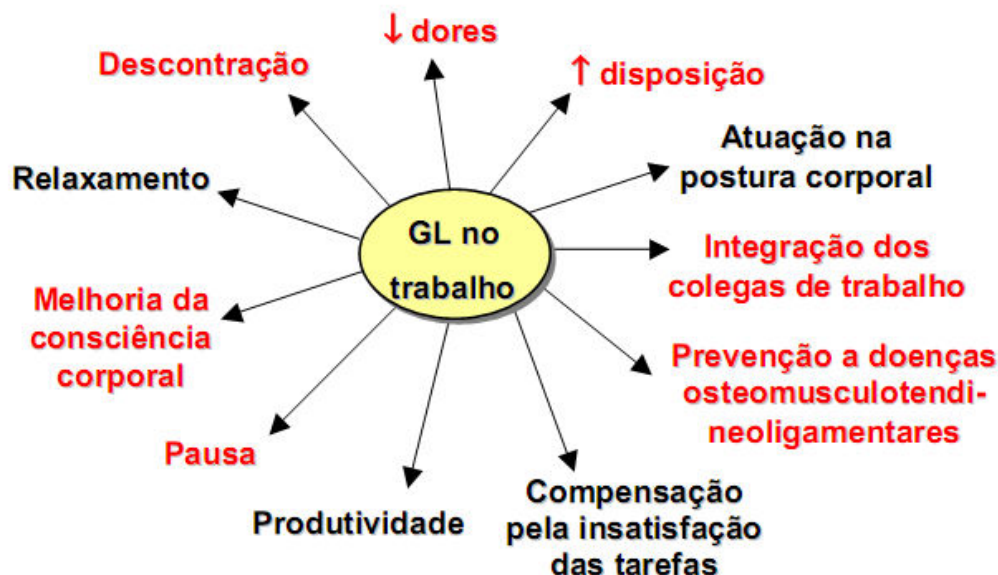 ↓ dores
Descontração
↑ disposição
Atuação na
postura corporal
Relaxamento
GL no
trabalho
Integração dos
colegas de trabalho
Melhoria da
consciência
corporal
Prevenção a doenças
osteomusculotendi-
neoligamentares
Pausa
Produtividade
Compensação
pela insatisfação
das tarefas